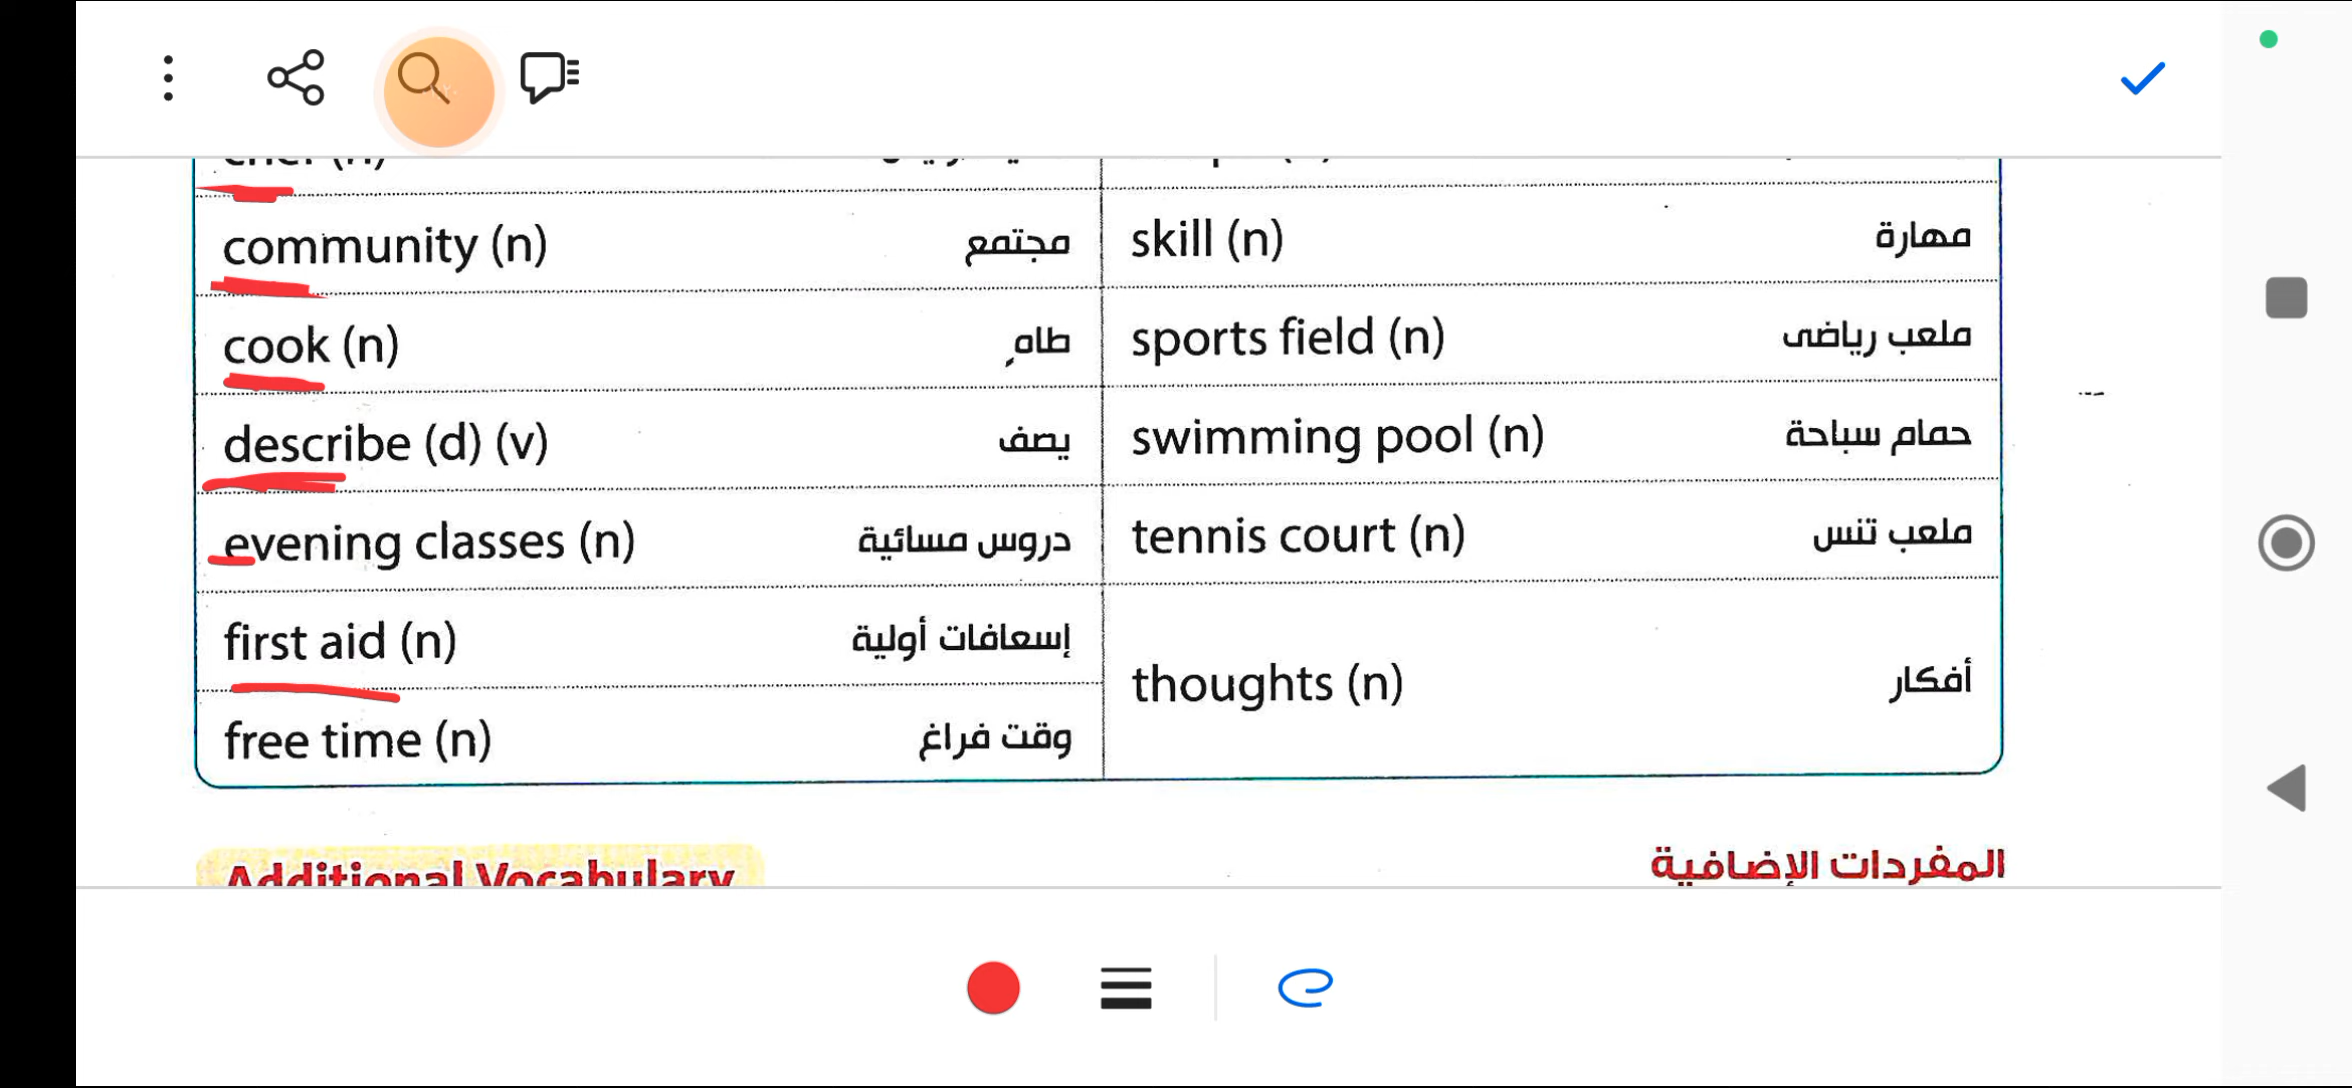 community (n) مجتمع
skill (n) مهارة
cook (n) طاهٍ
sports field (n) ملعب رياضى
describe (d) (v) يصف
swimming pool (n) حمام سباحة
evening classes (n) دروس مسائية
tennis court (n) ملعب تنس
first aid (n) إسعافات أولية
thoughts (n) أفكار
free time (n) وقت فراغ
Additional Vocabulary المفردات الإضافية